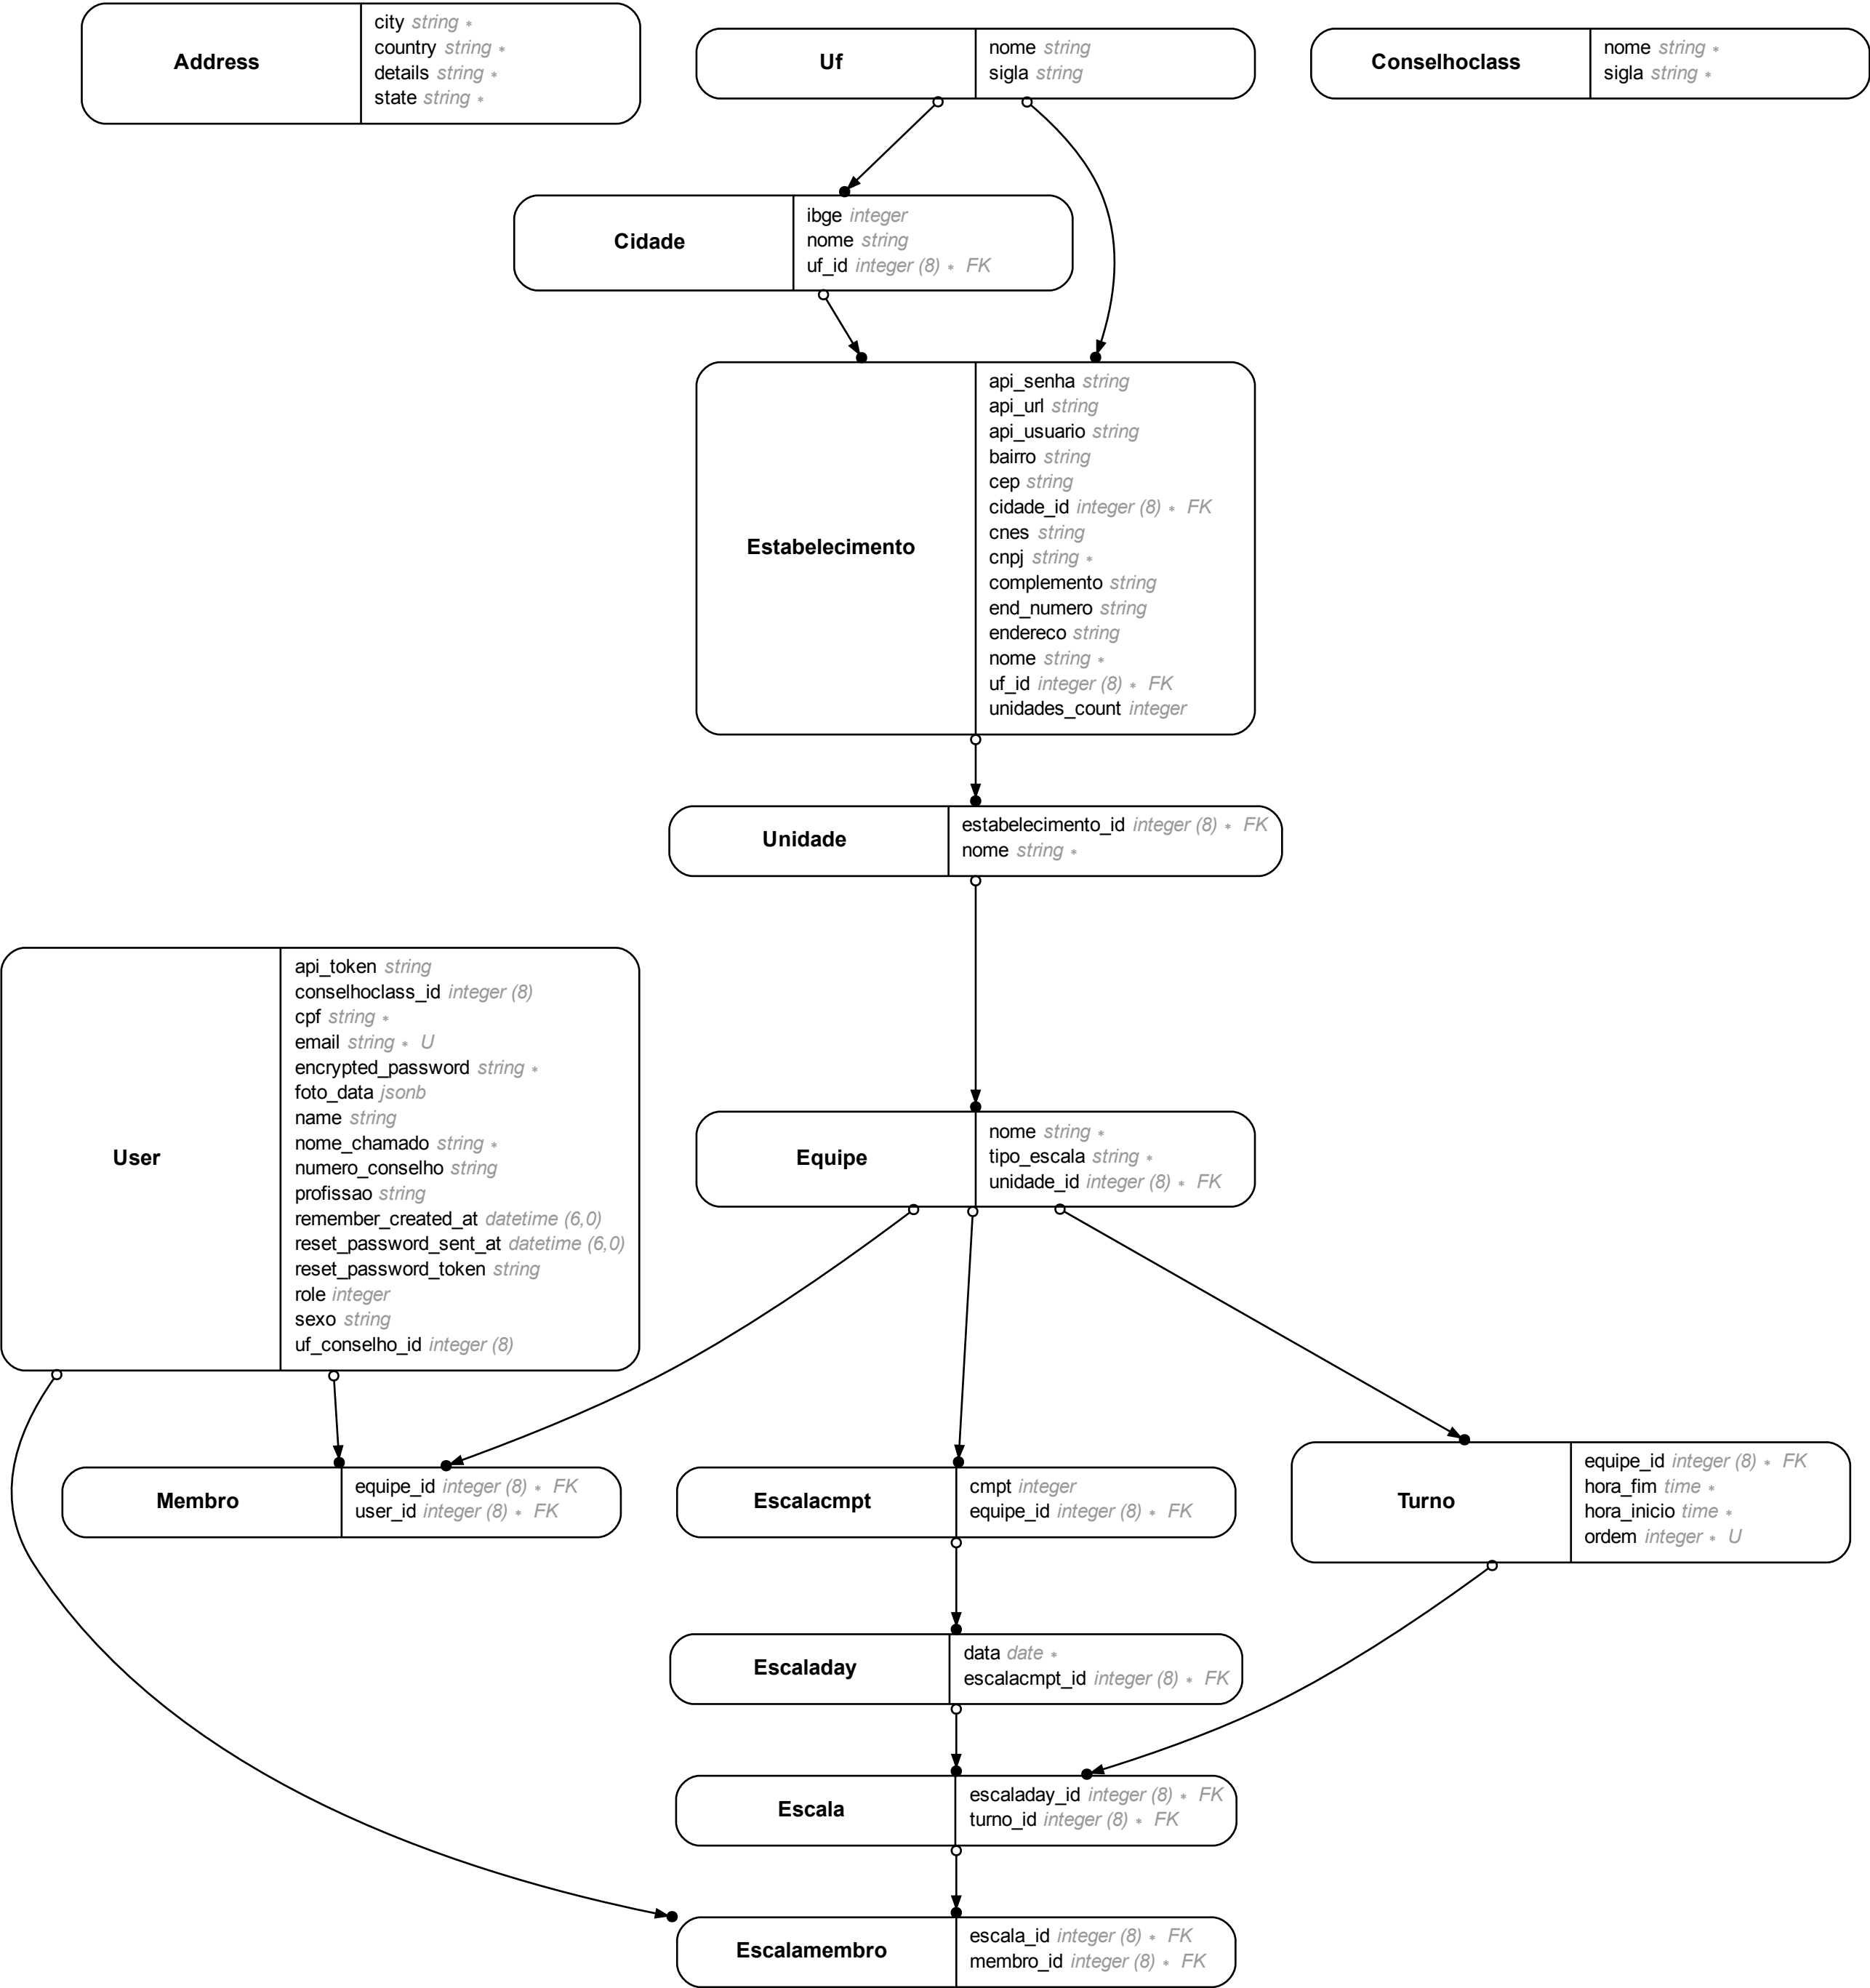 Address
city string *
country string *
details string *
state string *
Uf
nome string
sigla string
Conselhoclass
nome string *
sigla string *
Cidade
ibge integer
nome string
uf_id integer (8) * FK
Estabelecimento
api_senha string
api_url string
api_usuario string
bairro string
cep string
cidade_id integer (8) * FK
cnes string
cnpj string *
complemento string
end_numero string
endereco string
nome string *
uf_id integer (8) * FK
unidades_count integer
Unidade
estabelecimento_id integer (8) * FK
nome string *
User
api_token string
conselhoclass_id integer (8)
cpf string *
email string * U
encrypted_password string *
foto_data jsonb
name string
nome_chamado string *
numero_conselho string
profissao string
remember_created_at datetime (6,0)
reset_password_sent_at datetime (6,0)
reset_password_token string
role integer
sexo string
uf_conselho_id integer (8)
Equipe
nome string *
tipo_escala string *
unidade_id integer (8) * FK
Membro
equipe_id integer (8) * FK
user_id integer (8) * FK
Escalacmpt
cmpt integer
equipe_id integer (8) * FK
Turno
equipe_id integer (8) * FK
hora_fim time *
hora_inicio time *
ordem integer * U
Escaladay
data date *
escalacmpt_id integer (8) * FK
Escala
escaladay_id integer (8) * FK
turno_id integer (8) * FK
Escalamembro
escala_id integer (8) * FK
membro_id integer (8) * FK